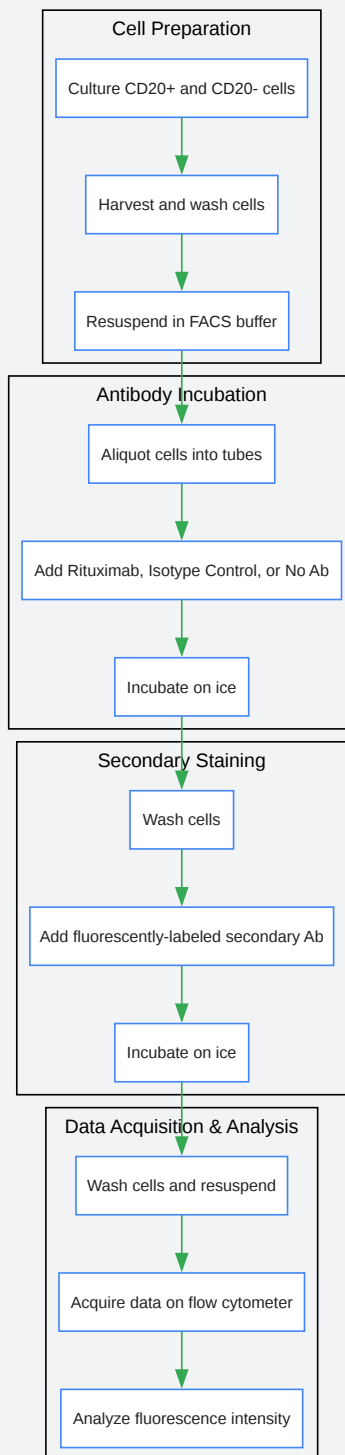 Cell Preparation
Culture CD20+ and CD20- cells
Harvest and wash cells
Resuspend in FACS buffer
Antibody Incubation
Aliquot cells into tubes
Add Rituximab, Isotype Control, or No Ab
Incubate on ice
Secondary Staining
Wash cells
Add fluorescently-labeled secondary Ab
Incubate on ice
Data Acquisition & Analysis
Wash cells and resuspend
Acquire data on flow cytometer
Analyze fluorescence intensity